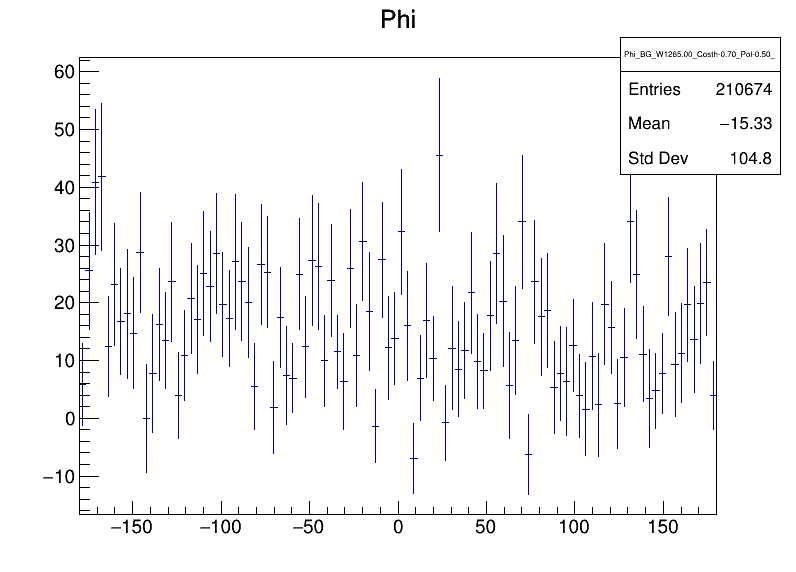 Phi
Phi_BG_W1265.00_Costh-0.70_Pol-0.50_
Entries 210674
Mean −15.33
Std Dev 104.8
60
50
40
30
20
10
0
−10
−150 −100 −50 0 50 100 150